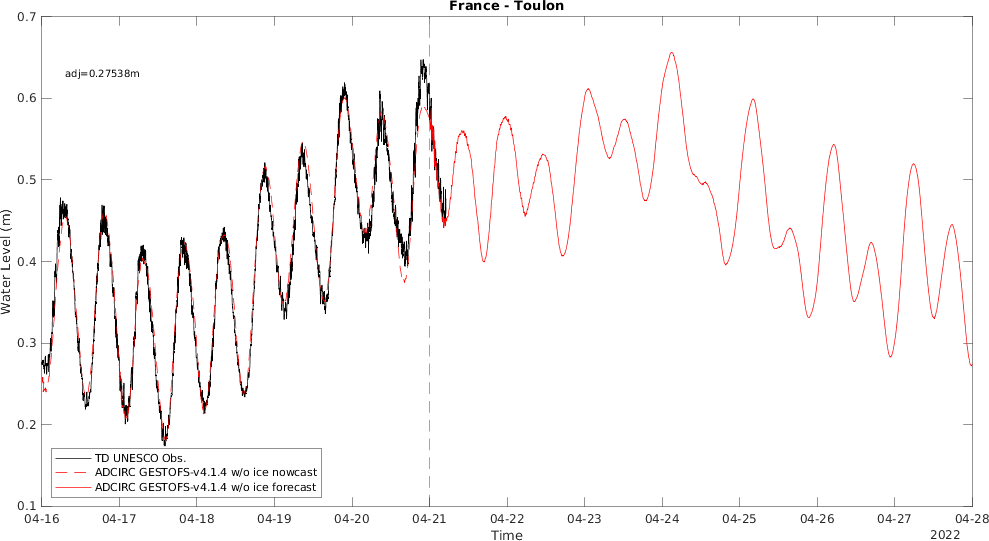 France - Toulon
adj=0.27538m
Water Level (m)
0.7
0.6
0.5
0.4
0.3
0.2
0.1
TD UNESCO Obs.
ADCIRC GESTOFS-v4.1.4 w/o ice nowcast
ADCIRC GESTOFS-v4.1.4 w/o ice forecast
04-16 04-17 04-18 04-19 04-20 04-21 04-22 04-23 04-24 04-25 04-26 04-27 04-28
Time
2022